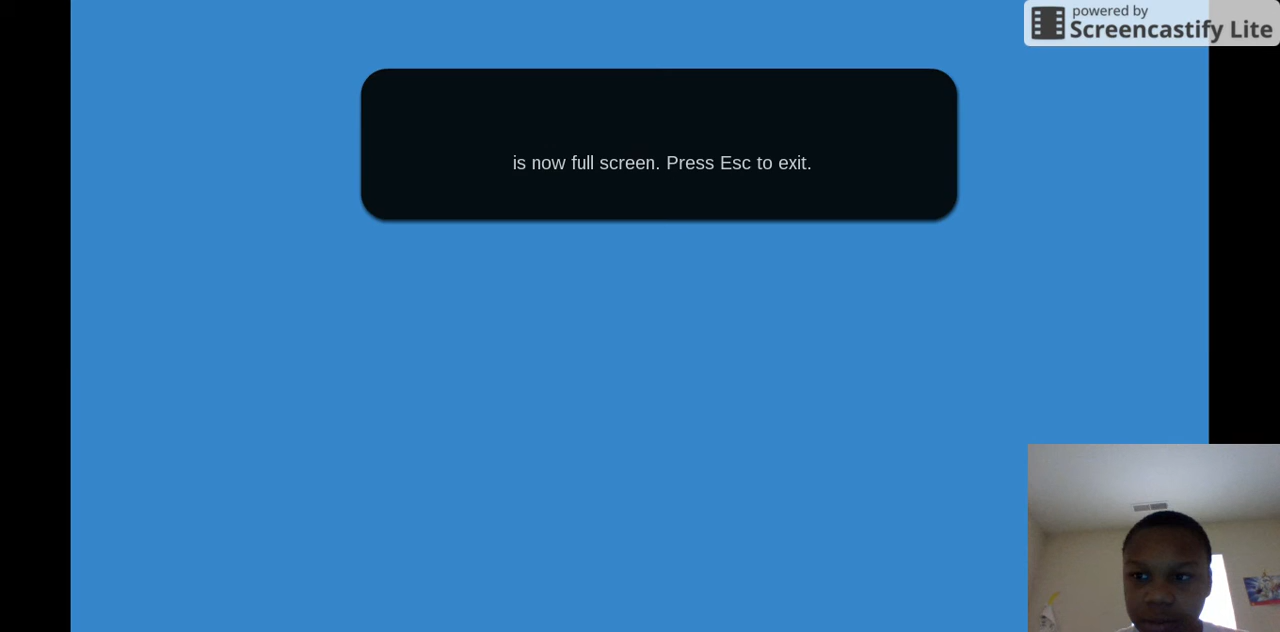 powered by
Screencastify Lite
is now full screen. Press Esc to exit.